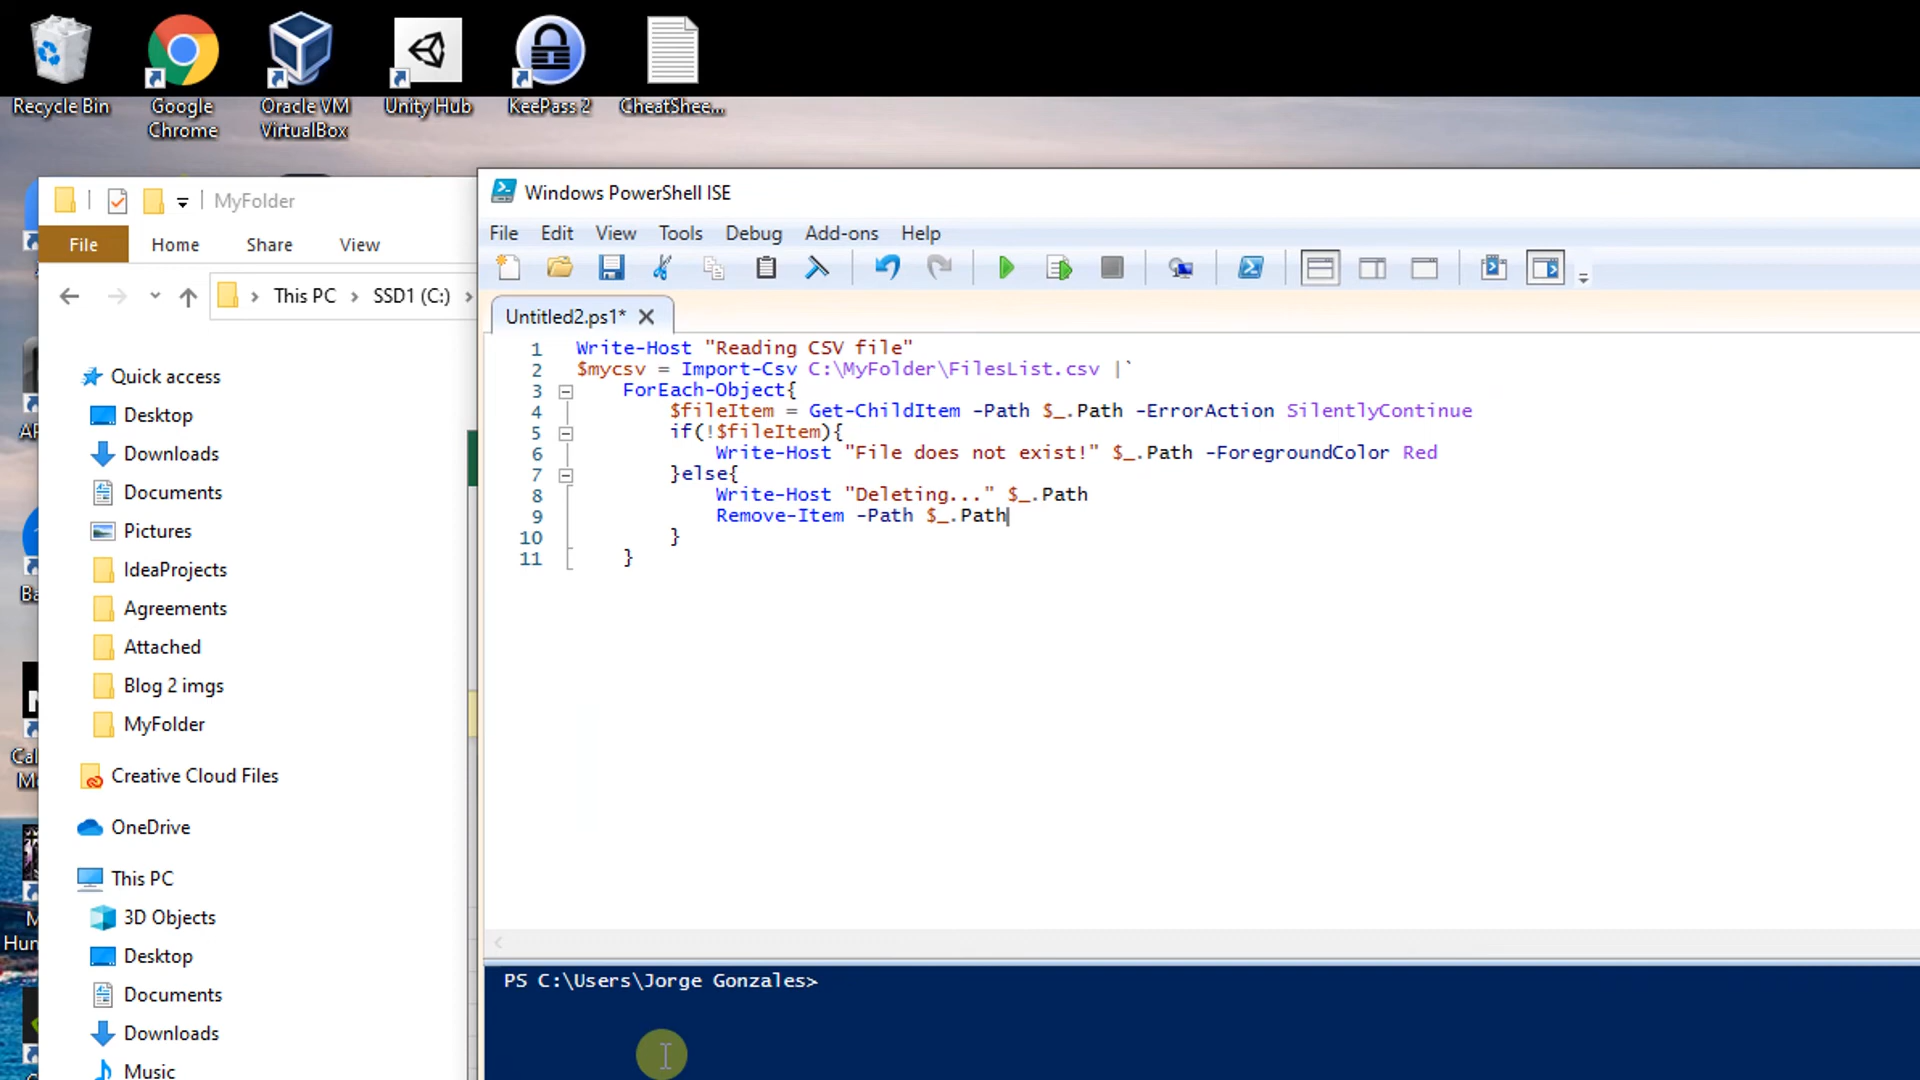 Recycle Bin
Google Chrome
Oracle VM VirtualBox
Unity Hub
KeePass 2
CheatShee...
MyFolder
File Home Share View
This PC > SSD1 (C:) >
Quick access
Desktop
Downloads
Documents
Pictures
IdeaProjects
Agreements
Attached
Blog 2 imgs
MyFolder
Creative Cloud Files
OneDrive
This PC
3D Objects
Desktop
Documents
Downloads
Music
Windows PowerShell ISE
File Edit View Tools Debug Add-ons Help
Untitled2.ps1* X
1 Write-Host "Reading CSV file"
2 $mycsv = Import-Csv C:\MyFolder\FilesList.csv |`
3 ForEach-Object{
4 $fileItem = Get-ChildItem -Path $_.Path -ErrorAction SilentlyContinue
5 if(!$fileItem){
6 Write-Host "File does not exist!" $_.Path -ForegroundColor Red
7 }else{
8 Write-Host "Deleting..." $_.Path
9 Remove-Item -Path $_.Path
10 }
11 }
PS C:\Users\Jorge Gonzales>